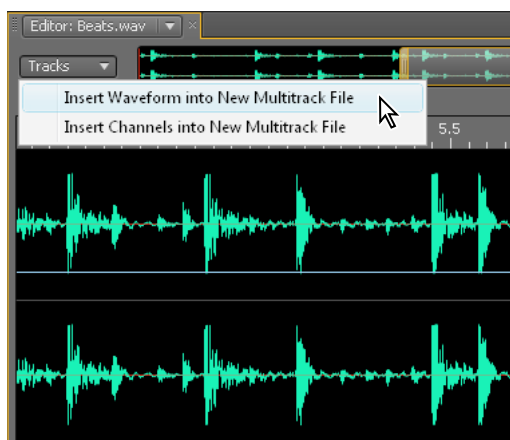 Editor: Beats.wav
Tracks
Insert Waveform into New Multitrack File
Insert Channels into New Multitrack File
5.5